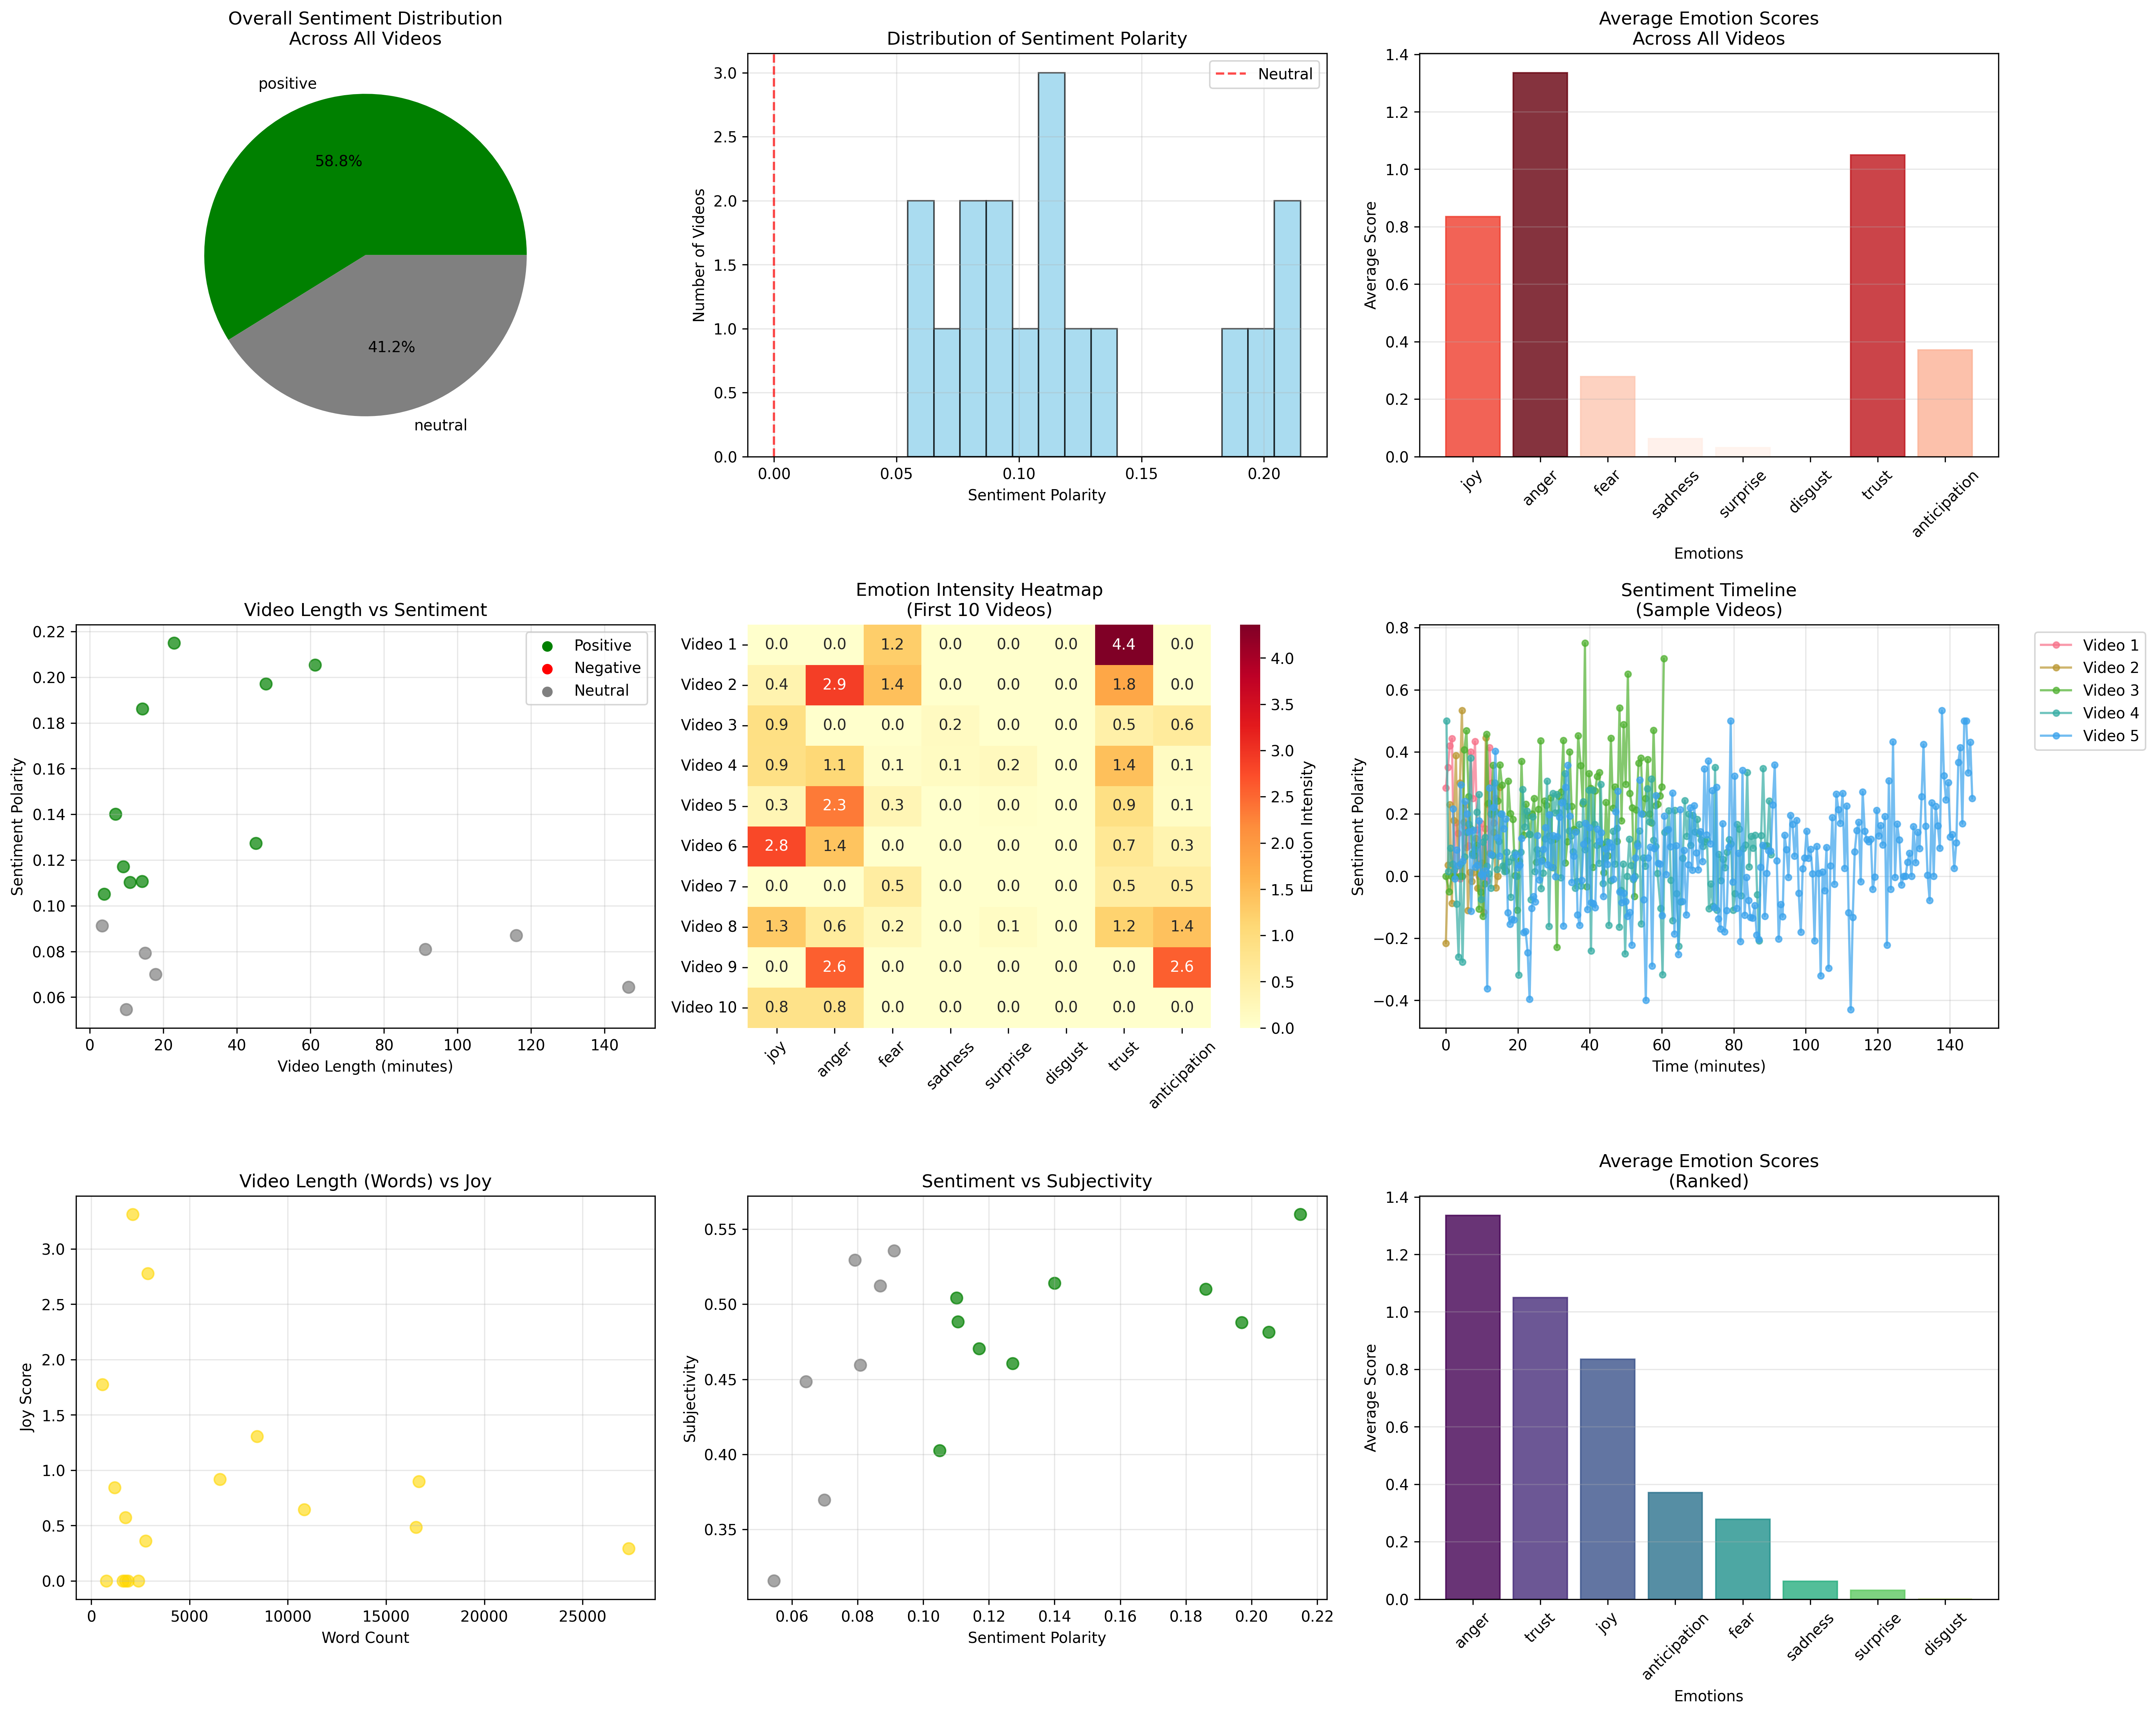 Overall Sentiment Distribution
Across All Videos
positive
58.8%
41.2%
neutral
Distribution of Sentiment Polarity
Neutral
Number of Videos
3.0
2.5
2.0
1.5
1.0
0.5
0.0
0.00 0.05 0.10 0.15 0.20
Sentiment Polarity
Average Emotion Scores
Across All Videos
Average Score
1.4
1.2
1.0
0.8
0.6
0.4
0.2
0.0
joy anger fear sadness surprise disgust trust anticipation
Emotions
Video Length vs Sentiment
Positive
Negative
Neutral
Sentiment Polarity
0.22
0.20
0.18
0.16
0.14
0.12
0.10
0.08
0.06
0 20 40 60 80 100 120 140
Video Length (minutes)
Emotion Intensity Heatmap
(First 10 Videos)
Video 1 0.0 0.0 1.2 0.0 0.0 0.0 4.4 0.0
Video 2 0.4 2.9 1.4 0.0 0.0 0.0 1.8 0.0
Video 3 0.9 0.0 0.0 0.2 0.0 0.0 0.5 0.6
Video 4 0.9 1.1 0.1 0.1 0.2 0.0 1.4 0.1
Video 5 0.3 2.3 0.3 0.0 0.0 0.0 0.9 0.1
Video 6 2.8 1.4 0.0 0.0 0.0 0.0 0.7 0.3
Video 7 0.0 0.0 0.5 0.0 0.0 0.0 0.5 0.5
Video 8 1.3 0.6 0.2 0.0 0.1 0.0 1.2 1.4
Video 9 0.0 2.6 0.0 0.0 0.0 0.0 0.0 2.6
Video 10 0.8 0.8 0.0 0.0 0.0 0.0 0.0 0.0
joy anger fear sadness surprise disgust trust anticipation
4.0
3.5
3.0
2.5
2.0
1.5
1.0
0.5
0.0
Emotion Intensity
Sentiment Timeline
(Sample Videos)
Video 1
Video 2
Video 3
Video 4
Video 5
Sentiment Polarity
0.8
0.6
0.4
0.2
0.0
−0.2
−0.4
0 20 40 60 80 100 120 140
Time (minutes)
Video Length (Words) vs Joy
Joy Score
3.0
2.5
2.0
1.5
1.0
0.5
0.0
0 5000 10000 15000 20000 25000
Word Count
Sentiment vs Subjectivity
Subjectivity
0.55
0.50
0.45
0.40
0.35
0.06 0.08 0.10 0.12 0.14 0.16 0.18 0.20 0.22
Sentiment Polarity
Average Emotion Scores
(Ranked)
Average Score
1.4
1.2
1.0
0.8
0.6
0.4
0.2
0.0
anger trust joy anticipation fear sadness surprise disgust
Emotions